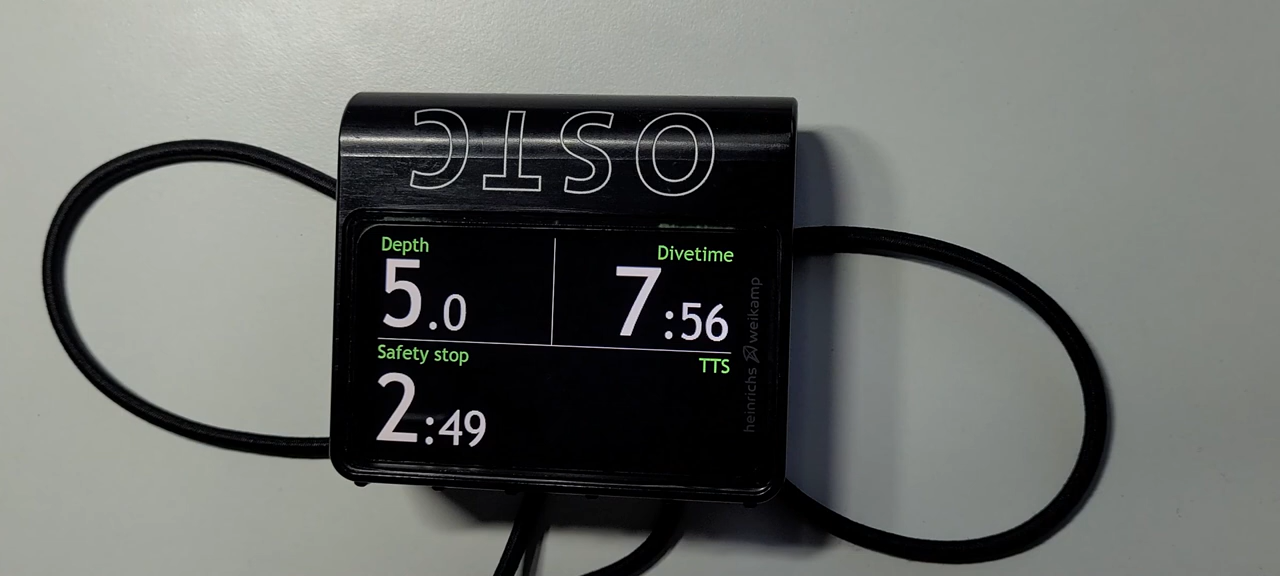 OSTC
Depth
Divetime
5.0
7:56
Safety stop
TTS
2:49
heinrichs weikamp